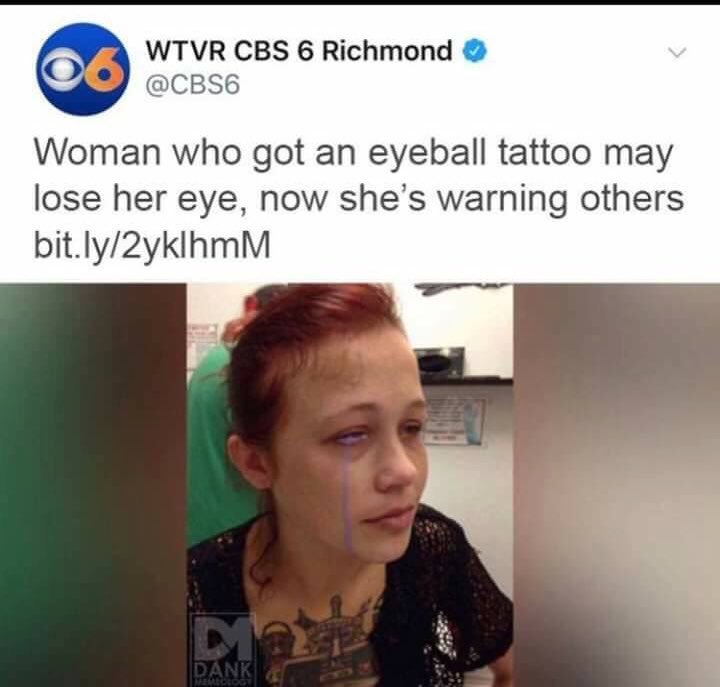 6
WTVR CBS 6 Richmond
@CBS6
Woman who got an eyeball tattoo may
lose her eye, now she's warning others
bit.ly/2yklhmM
DM
DANK
MEMEOLOGY